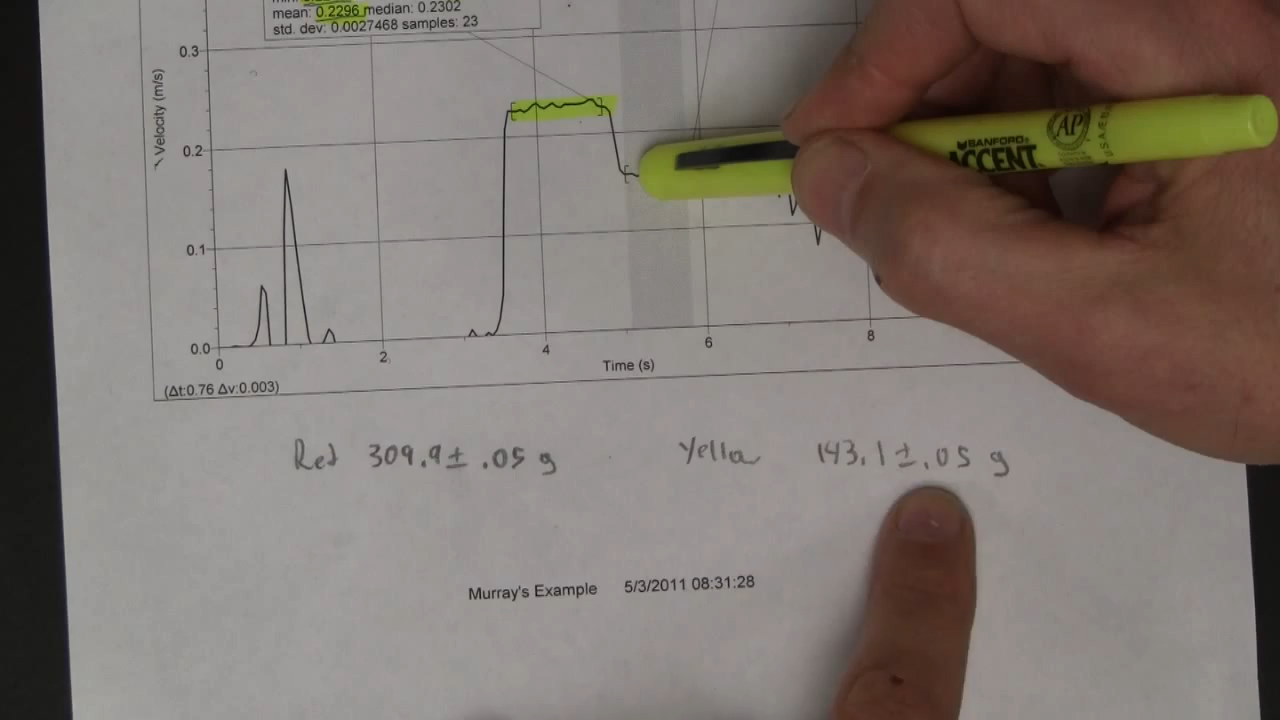 mean: 0.2296 median: 0.2302
std. dev: 0.0027468 samples: 23
0.3
Velocity (m/s)
0.2
0.1
0.0
0 2 4 6 8
Time (s)
(Δt:0.76 Δv:0.003)
SANFORD
ACCENT
AP
Red 309.9 ± .05 g Yella 143.1 ± .05 g
Murray's Example 5/3/2011 08:31:28